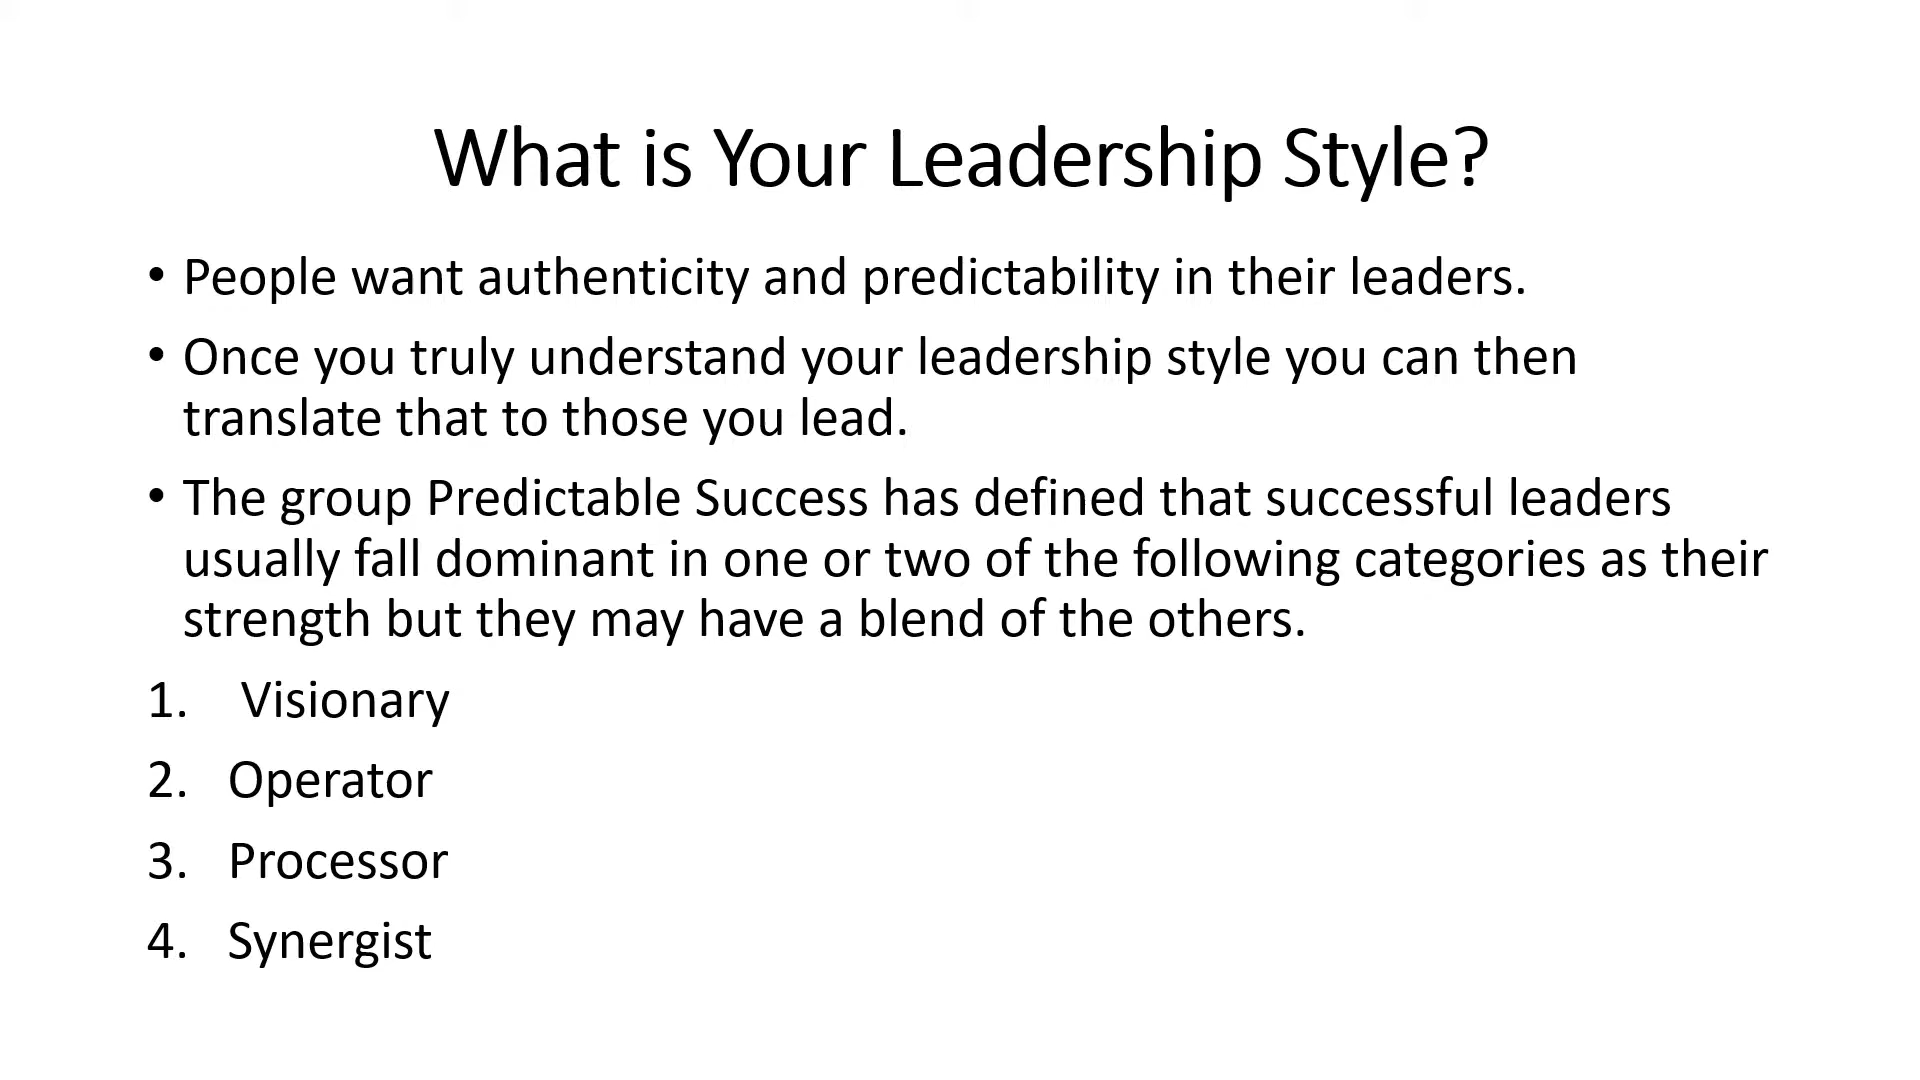 What is Your Leadership Style?
• People want authenticity and predictability in their leaders.
• Once you truly understand your leadership style you can then
translate that to those you lead.
• The group Predictable Success has defined that successful leaders
usually fall dominant in one or two of the following categories as their
strength but they may have a blend of the others.
1. Visionary
2. Operator
3. Processor
4. Synergist